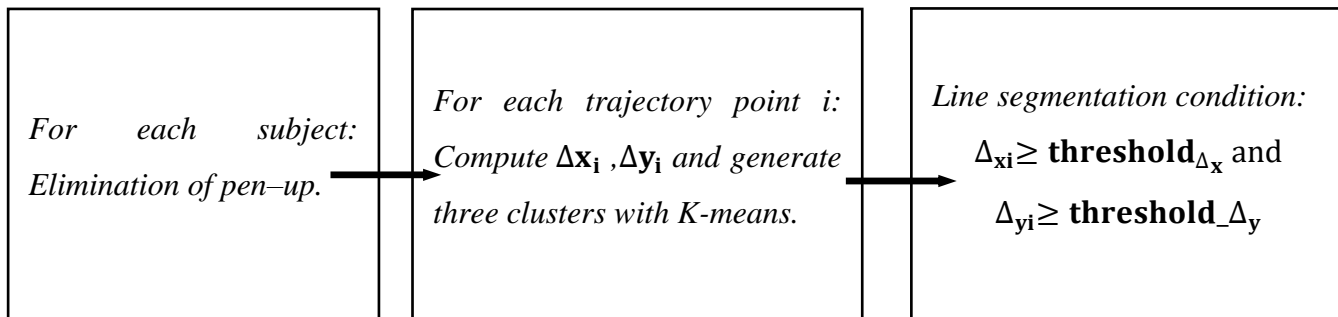 For each subject:
Elimination of pen–up.
For each trajectory point i:
Compute Δxᵢ ,Δyᵢ and generate
three clusters with K-means.
Line segmentation condition:
Δxi≥ threshold_Δx and
Δyi≥ threshold_Δy